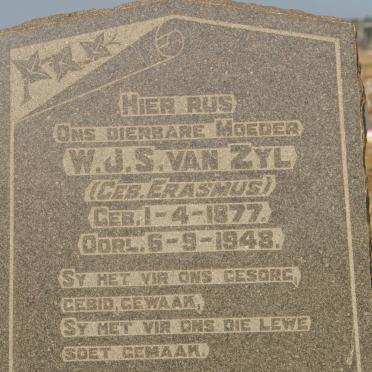 HIER RUS
ONS DIERBARE MOEDER
W.J.S. VAN ZYL
(GEB. ERASMUS)
GEB. 1-4-1877.
OORL. 6-9-1948.
SY HET VIR ONS GESORG,
GEBID, GEWAAK,
SY HET VIR ONS DIE LEWE
SOET GEMAAK.